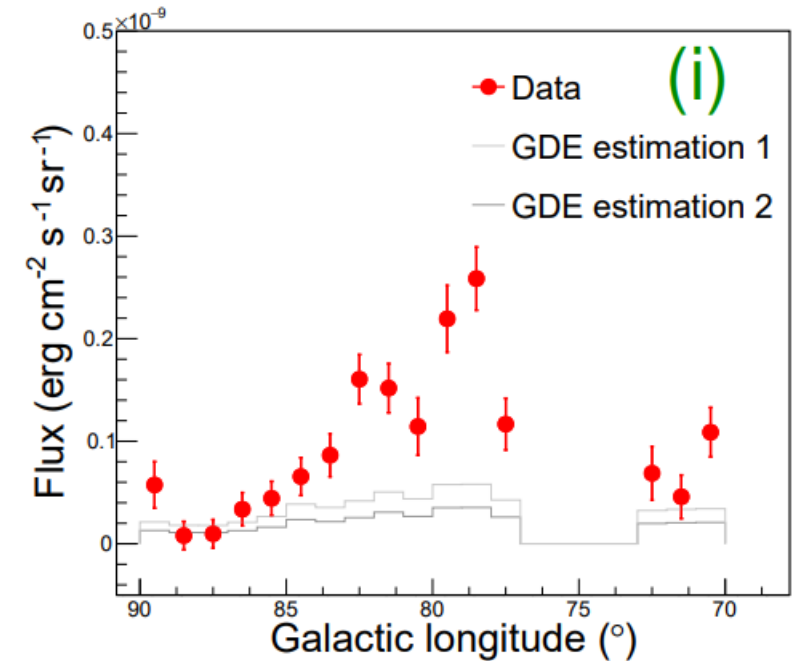 ×10⁻⁹
(i)
Data
GDE estimation 1
GDE estimation 2
Flux (erg cm⁻² s⁻¹ sr⁻¹)
0.5
0.4
0.3
0.2
0.1
0
90 85 80 75 70
Galactic longitude (°)